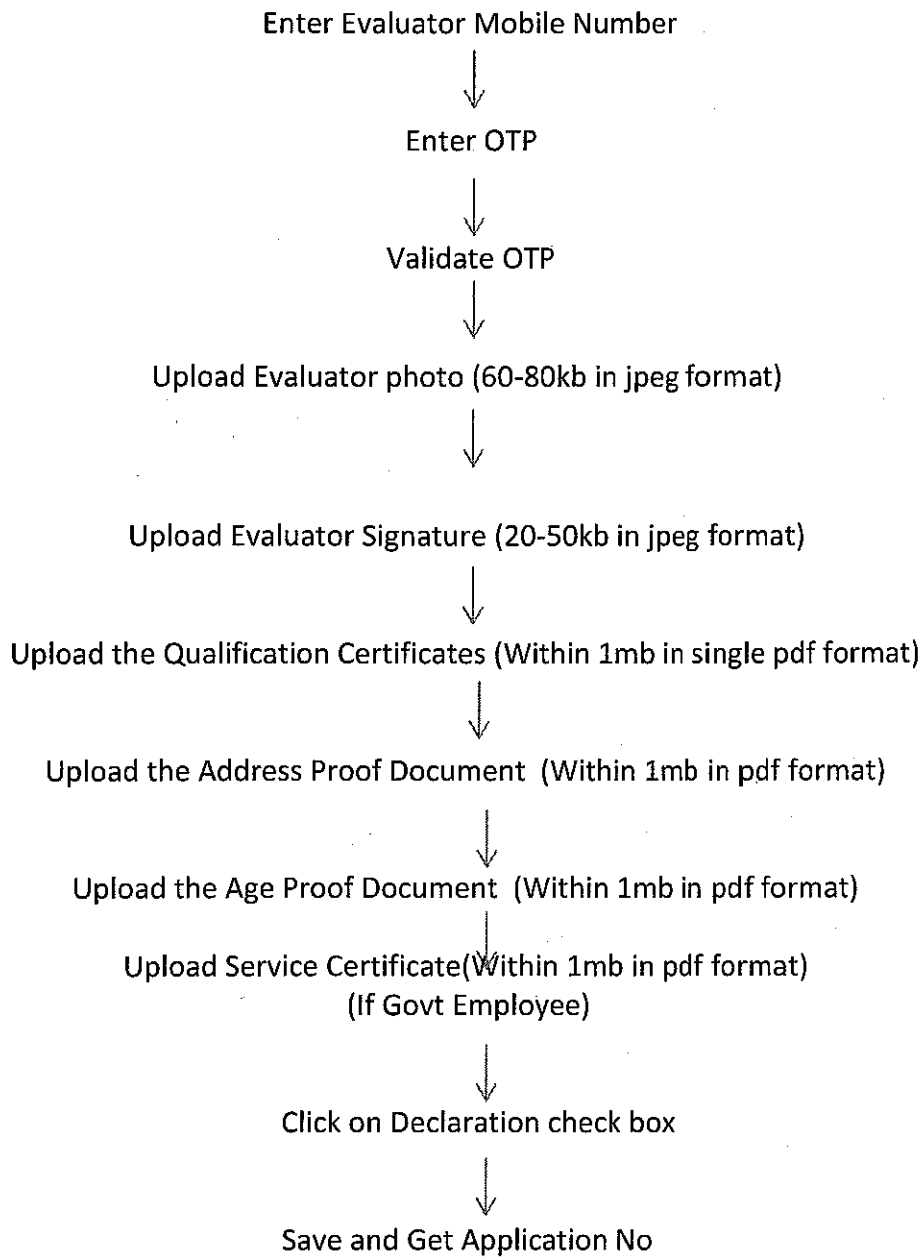 Enter Evaluator Mobile Number
Enter OTP
Validate OTP
Upload Evaluator photo (60-80kb in jpeg format)
Upload Evaluator Signature (20-50kb in jpeg format)
Upload the Qualification Certificates (Within 1mb in single pdf format)
Upload the Address Proof Document (Within 1mb in pdf format)
Upload the Age Proof Document (Within 1mb in pdf format)
Upload Service Certificate(Within 1mb in pdf format)
(If Govt Employee)
Click on Declaration check box
Save and Get Application No